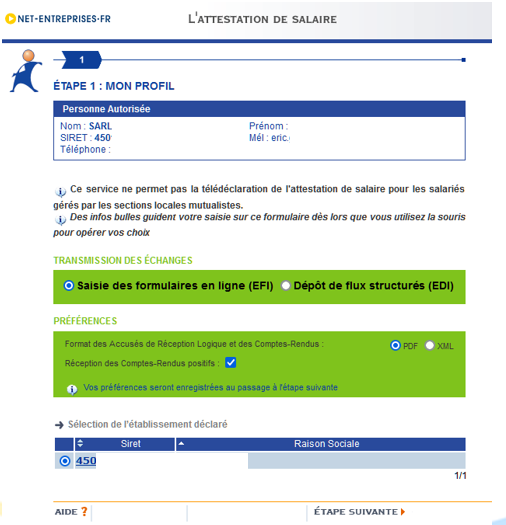 NET-ENTREPRISES·FR
L'ATTESTATION DE SALAIRE
1
ÉTAPE 1 : MON PROFIL
Personne Autorisée
Nom : SARL Prénom :
SIRET : 450 Mél : eric.
Téléphone :
Ce service ne permet pas la télédéclaration de l'attestation de salaire pour les salariés
gérés par les sections locales mutualistes.
Des infos bulles guident votre saisie sur ce formulaire dès lors que vous utilisez la souris
pour opérer vos choix
TRANSMISSION DES ÉCHANGES
Saisie des formulaires en ligne (EFI) Dépôt de flux structurés (EDI)
PRÉFÉRENCES
Format des Accusés de Réception Logique et des Comptes-Rendus : PDF XML
Réception des Comptes-Rendus positifs :
Vos préférences seront enregistrées au passage à l'étape suivante
Sélection de l'établissement déclaré
Siret Raison Sociale
450
1/1
AIDE ? ÉTAPE SUIVANTE